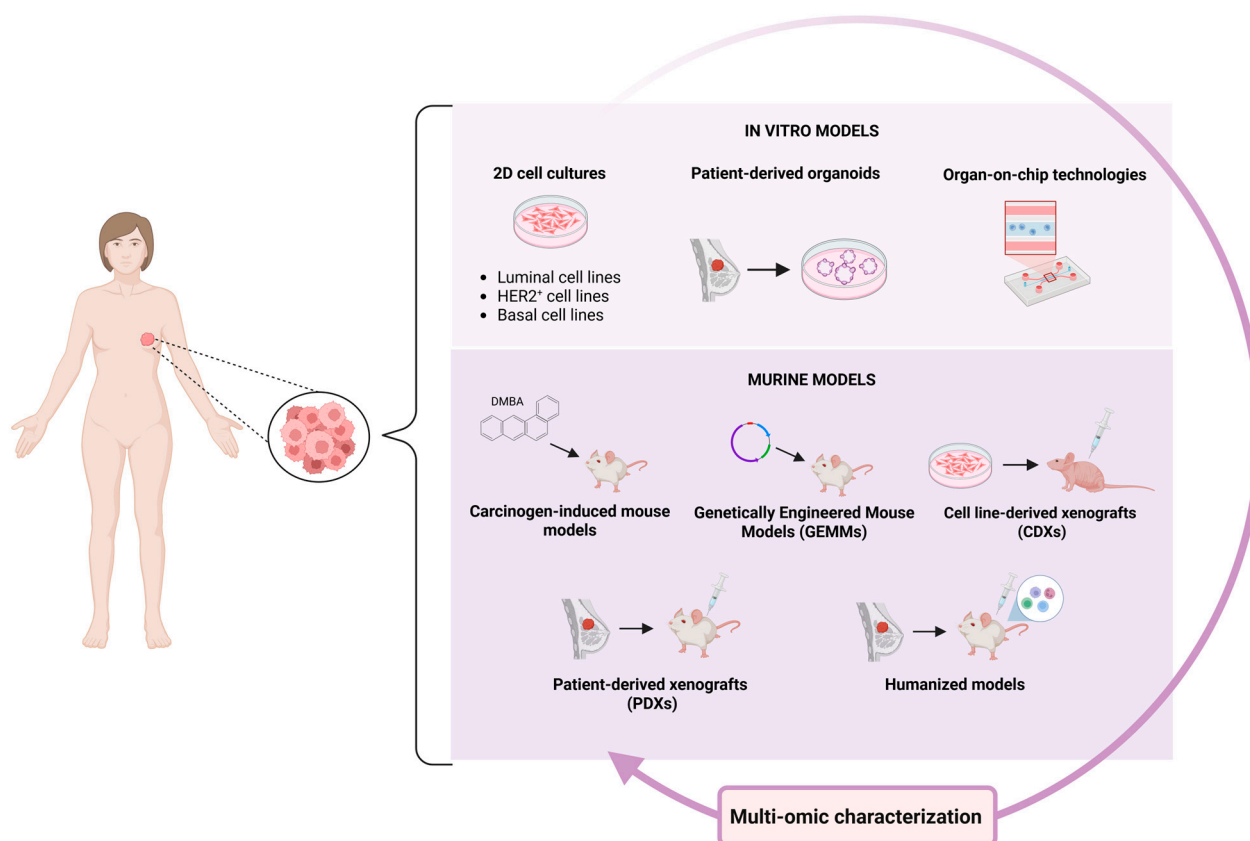 IN VITRO MODELS
2D cell cultures
Patient-derived organoids
Organ-on-chip technologies
• Luminal cell lines
• HER2⁺ cell lines
• Basal cell lines
MURINE MODELS
DMBA
Carcinogen-induced mouse
models
Genetically Engineered Mouse
Models (GEMMs)
Cell line-derived xenografts
(CDXs)
Patient-derived xenografts
(PDXs)
Humanized models
Multi-omic characterization